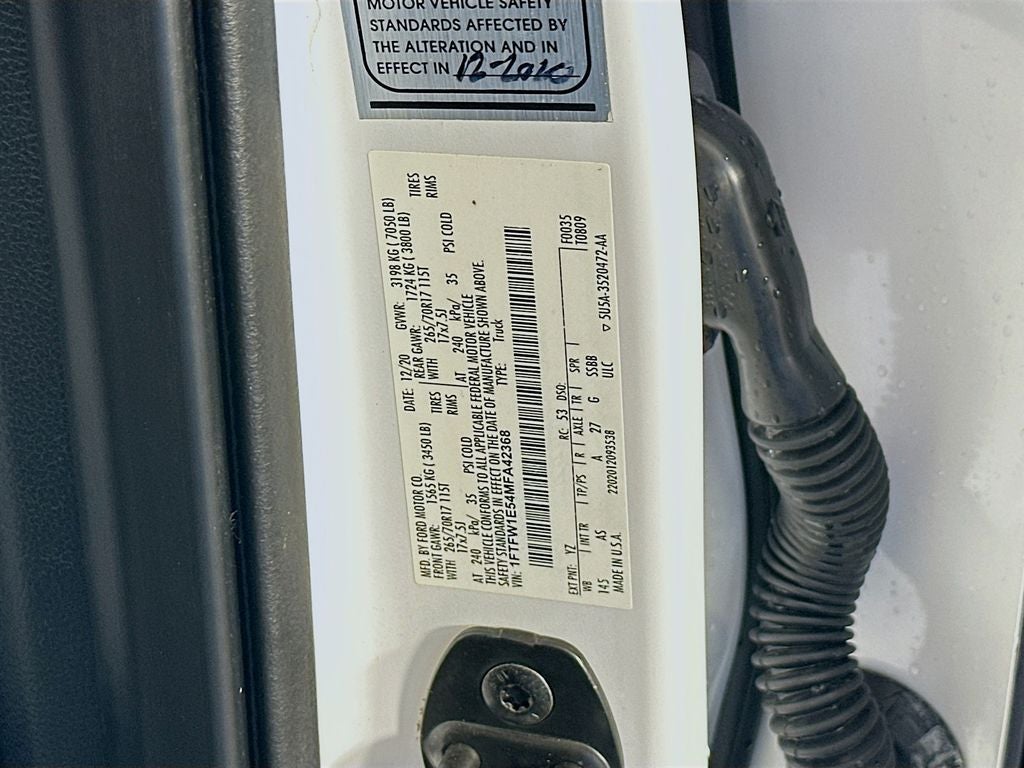 MOTOR VEHICLE SAFETY
STANDARDS AFFECTED BY
THE ALTERATION AND IN
EFFECT IN 12-2020
MFD. BY FORD MOTOR CO.
DATE: 12/20 GVWR: 3198 KG ( 7050 LB)
FRONT GAWR: 1565 KG ( 3450 LB) REAR GAWR: 1724 KG ( 3800 LB)
WITH 265/70R17 115T TIRES WITH 265/70R17 115T TIRES
17x7.5J RIMS 17x7.5J RIMS
AT 240 kPa/ 35 PSI COLD AT 240 kPa/ 35 PSI COLD
THIS VEHICLE CONFORMS TO ALL APPLICABLE FEDERAL MOTOR VEHICLE
SAFETY STANDARDS IN EFFECT ON THE DATE OF MANUFACTURE SHOWN ABOVE.
VIN: 1FTFW1E54MFA42368 TYPE: Truck
EXT PNT: YZ RC: 53 DSO: F0035
WB INT TR TP/PS R AXLE TR SPR T0809
145 AS A 27 G SSBB
MADE IN U.S.A. 2202012093538 ULC 5U5A-3520472-AA